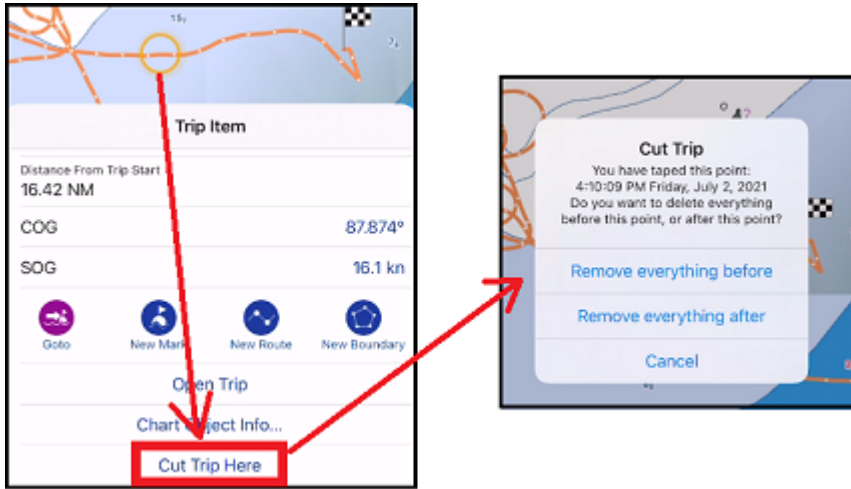 Trip Item
Distance From Trip Start
16.42 NM
COG 87.874°
SOG 16.1 kn
Goto New Mark New Route New Boundary
Open Trip
Chart Object Info...
Cut Trip Here
Cut Trip
You have taped this point:
4:10:09 PM Friday, July 2, 2021
Do you want to delete everything
before this point, or after this point?
Remove everything before
Remove everything after
Cancel